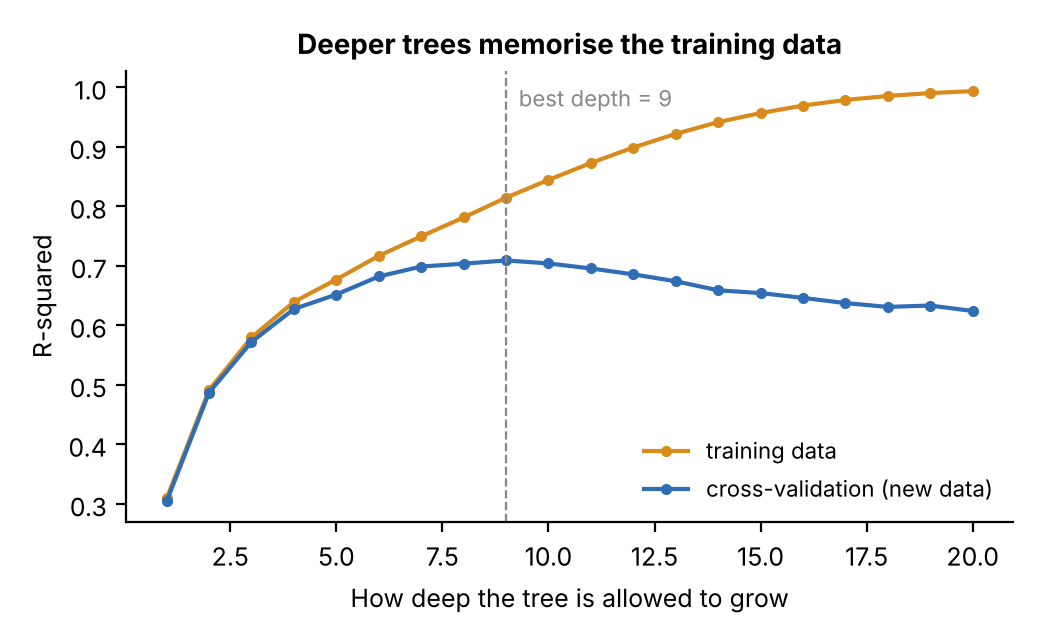 Deeper trees memorise the training data
1.0
0.9
0.8
0.7
0.6
0.5
0.4
0.3
R-squared
best depth = 9
training data
cross-validation (new data)
2.5 5.0 7.5 10.0 12.5 15.0 17.5 20.0
How deep the tree is allowed to grow